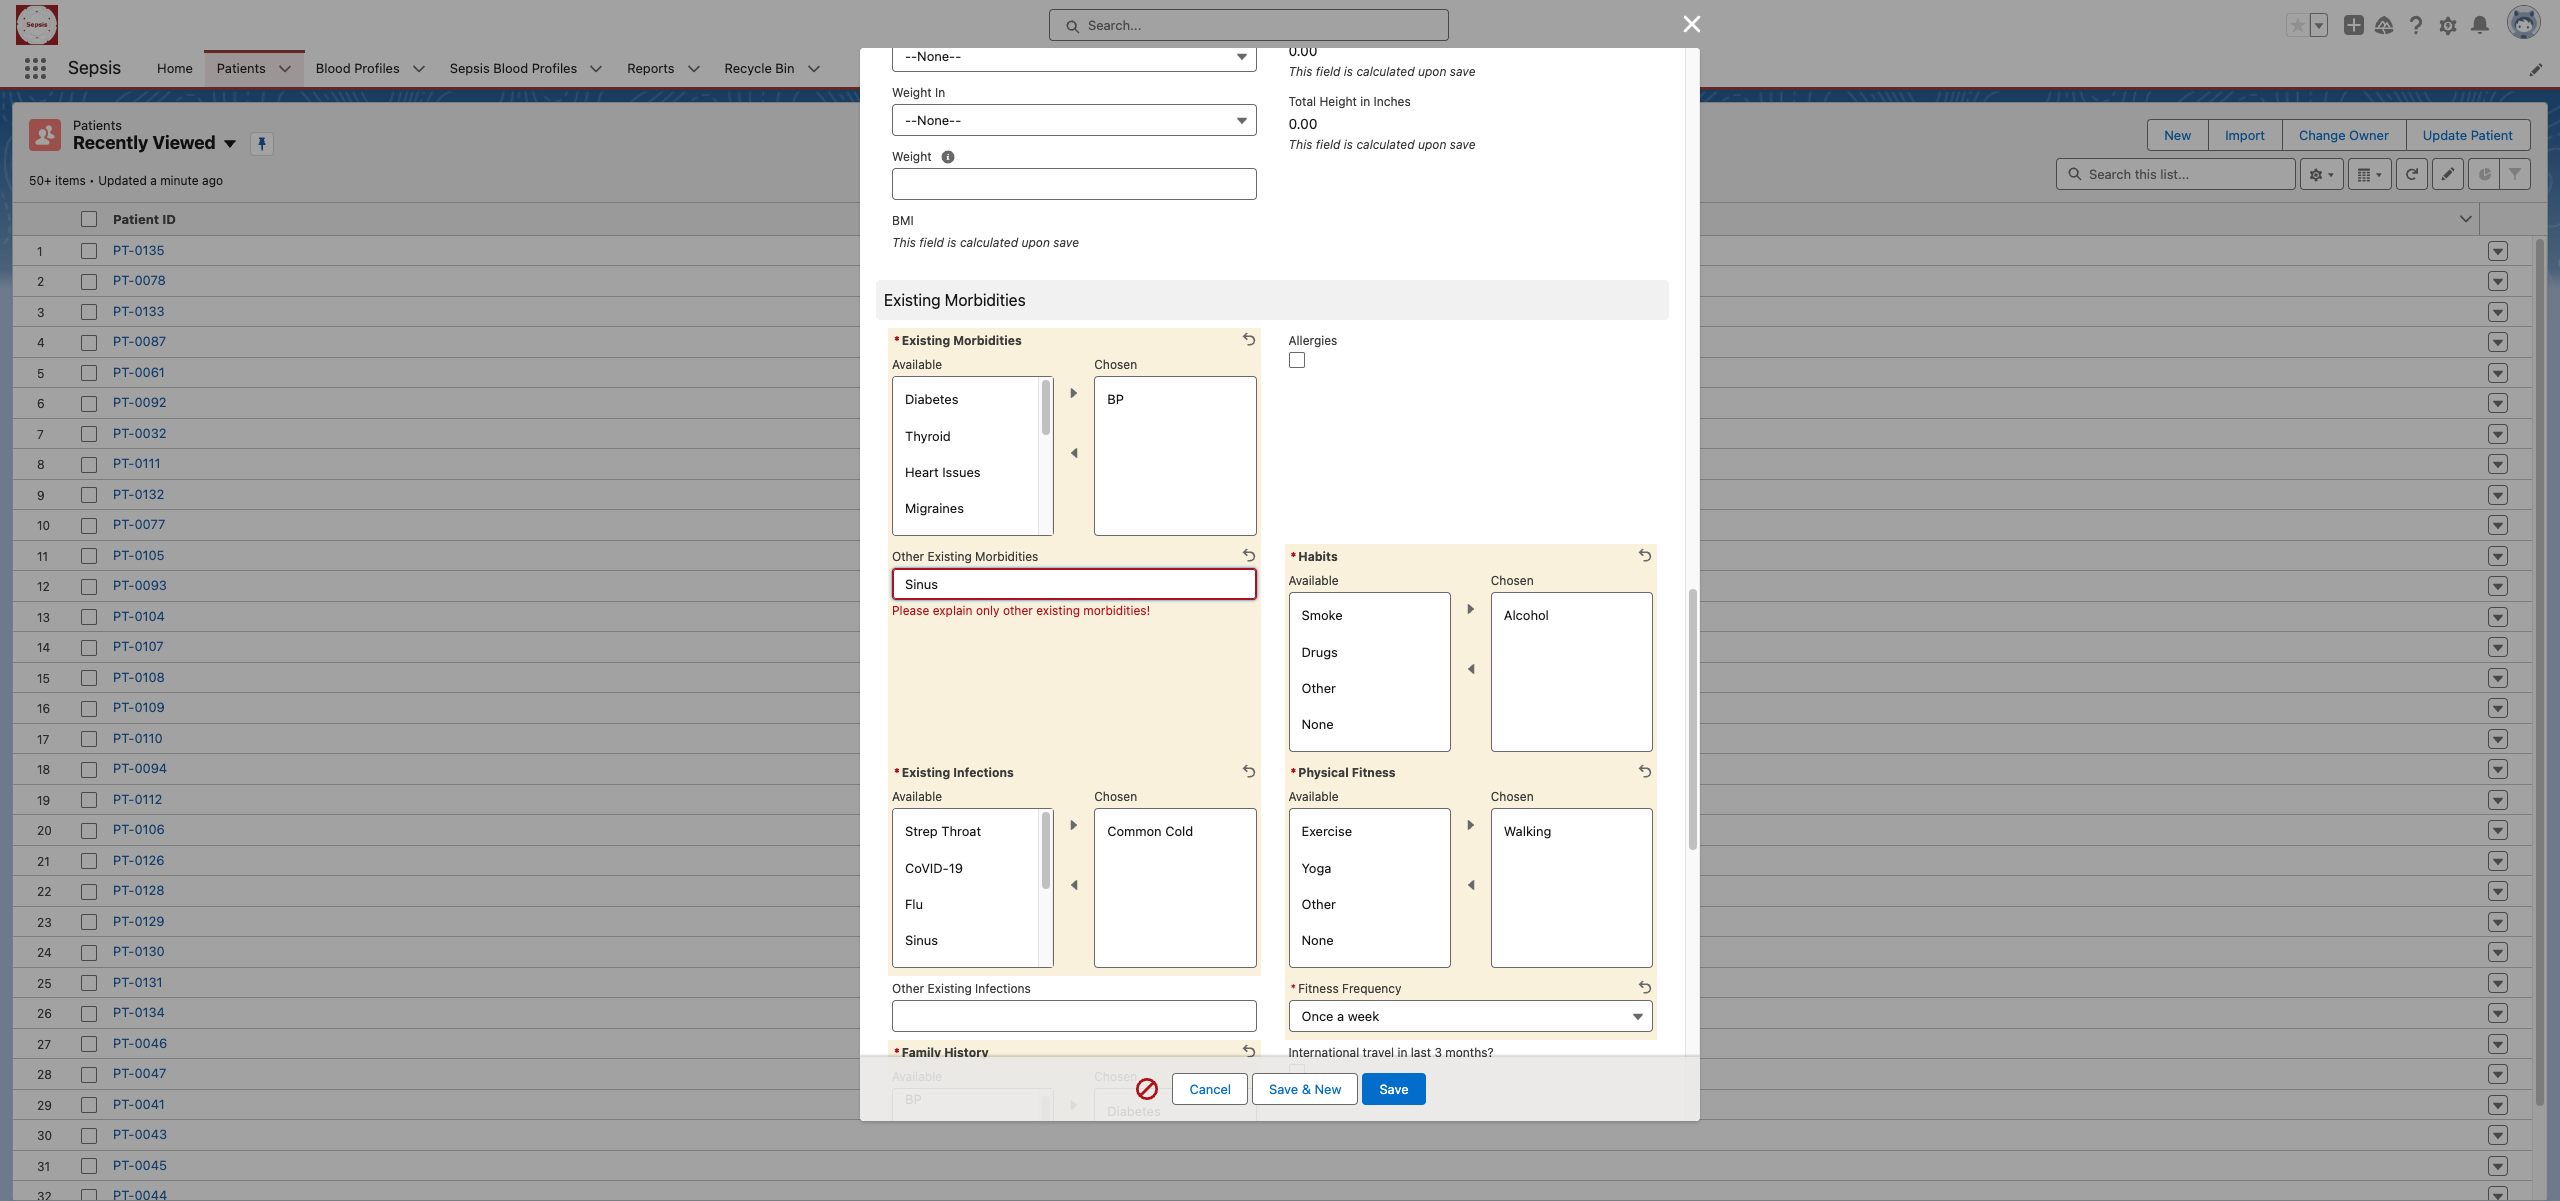 Sepsis
Search...
Sepsis
Home
Patients
Blood Profiles
Sepsis Blood Profiles
Reports
Recycle Bin
Patients
Recently Viewed
50+ items • Updated a minute ago
New
Import
Change Owner
Update Patient
Search this list...
Patient ID
1 PT-0135
2 PT-0078
3 PT-0133
4 PT-0087
5 PT-0061
6 PT-0092
7 PT-0032
8 PT-0111
9 PT-0132
10 PT-0077
11 PT-0105
12 PT-0093
13 PT-0104
14 PT-0107
15 PT-0108
16 PT-0109
17 PT-0110
18 PT-0094
19 PT-0112
20 PT-0106
21 PT-0126
22 PT-0128
23 PT-0129
24 PT-0130
25 PT-0131
26 PT-0134
27 PT-0046
28 PT-0047
29 PT-0041
30 PT-0043
31 PT-0045
32 PT-0044
--None--
0.00
This field is calculated upon save
Weight In
--None--
Total Height in Inches
0.00
This field is calculated upon save
Weight
BMI
This field is calculated upon save
Existing Morbidities
*Existing Morbidities
Available
Chosen
Diabetes
Thyroid
Heart Issues
Migraines
BP
Allergies
Other Existing Morbidities
Sinus
Please explain only other existing morbidities!
*Habits
Available
Chosen
Smoke
Drugs
Other
None
Alcohol
*Existing Infections
Available
Chosen
Strep Throat
CoVID-19
Flu
Sinus
Common Cold
*Physical Fitness
Available
Chosen
Exercise
Yoga
Other
None
Walking
Other Existing Infections
*Fitness Frequency
Once a week
*Family History
Available
Chosen
BP
Diabetes
International travel in last 3 months?
Cancel
Save & New
Save